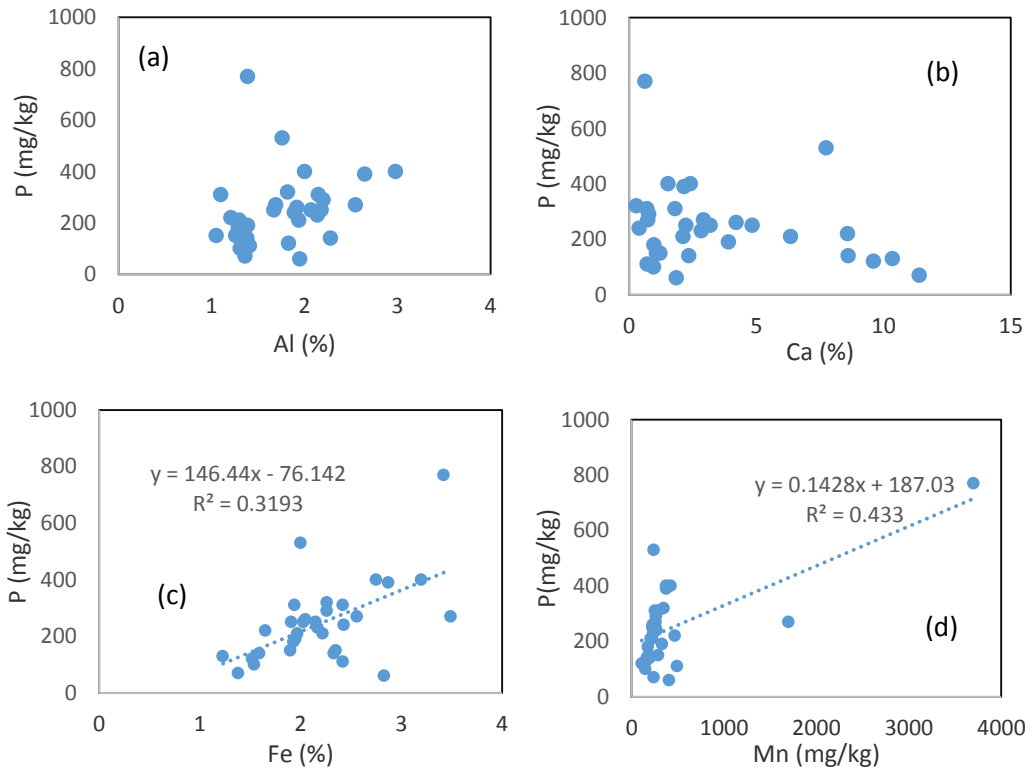 1000
800
600
400
200
0
P (mg/kg)
(a)
0 1 2 3 4
Al (%)
1000
800
600
400
200
0
P (mg/kg)
(b)
0 5 10 15
Ca (%)
1000
800
600
400
200
0
P (mg/kg)
y = 146.44x - 76.142
R² = 0.3193
(c)
0 1 2 3 4
Fe (%)
1000
800
600
400
200
0
P(mg/kg)
y = 0.1428x + 187.03
R² = 0.433
(d)
0 1000 2000 3000 4000
Mn (mg/kg)